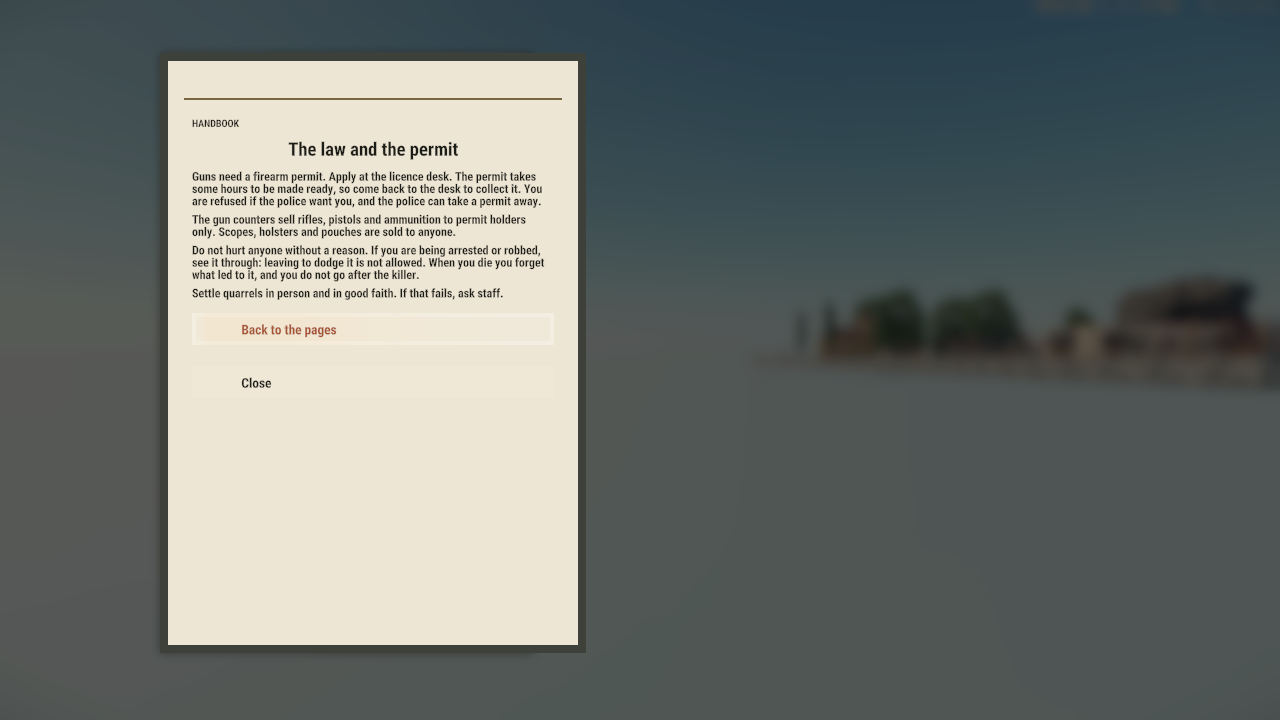 HANDBOOK
The law and the permit
Guns need a firearm permit. Apply at the licence desk. The permit takes
some hours to be made ready, so come back to the desk to collect it. You
are refused if the police want you, and the police can take a permit away.
The gun counters sell rifles, pistols and ammunition to permit holders
only. Scopes, holsters and pouches are sold to anyone.
Do not hurt anyone without a reason. If you are being arrested or robbed,
see it through: leaving to dodge it is not allowed. When you die you forget
what led to it, and you do not go after the killer.
Settle quarrels in person and in good faith. If that fails, ask staff.
Back to the pages
Close